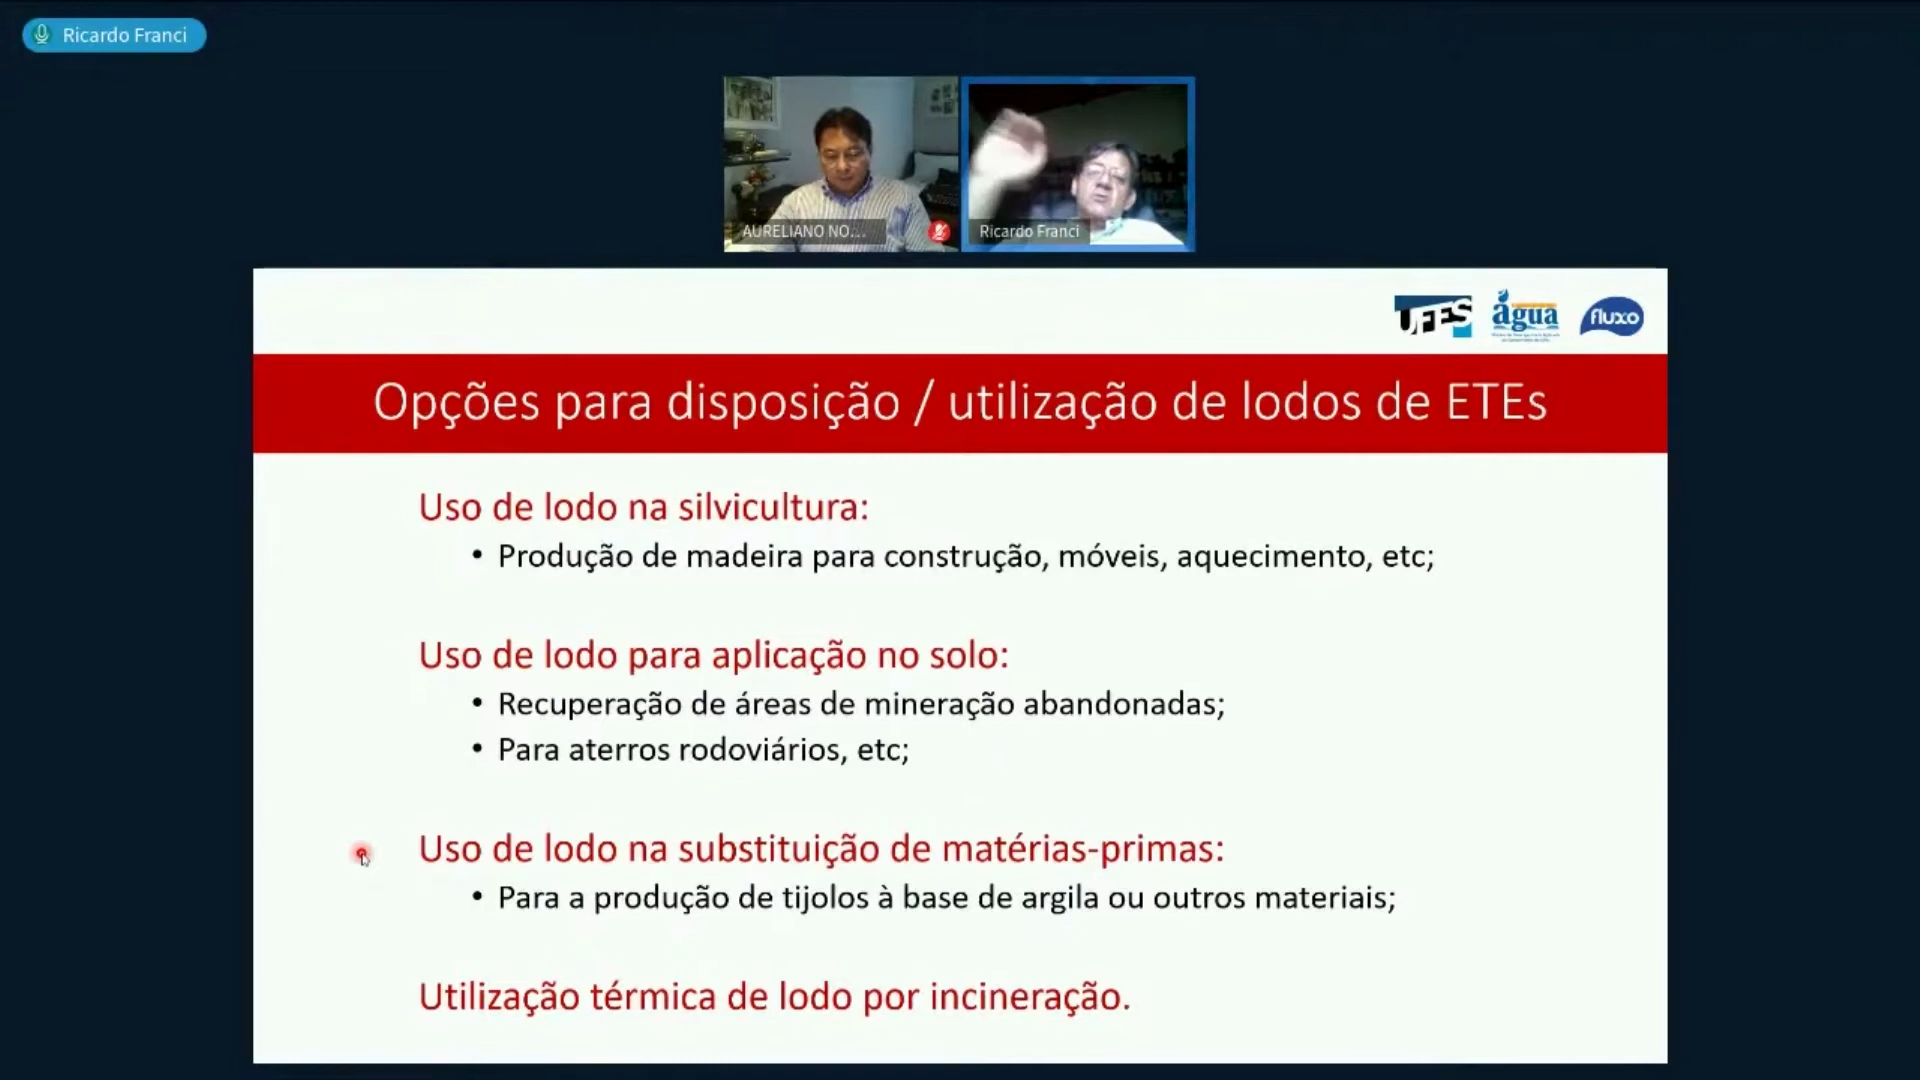 Ricardo Franci
AURELIANO NO...
Ricardo Franci
UFES
água
fluxo
Opções para disposição / utilização de lodos de ETEs
Uso de lodo na silvicultura:
• Produção de madeira para construção, móveis, aquecimento, etc;
Uso de lodo para aplicação no solo:
• Recuperação de áreas de mineração abandonadas;
• Para aterros rodoviários, etc;
Uso de lodo na substituição de matérias-primas:
• Para a produção de tijolos à base de argila ou outros materiais;
Utilização térmica de lodo por incineração.